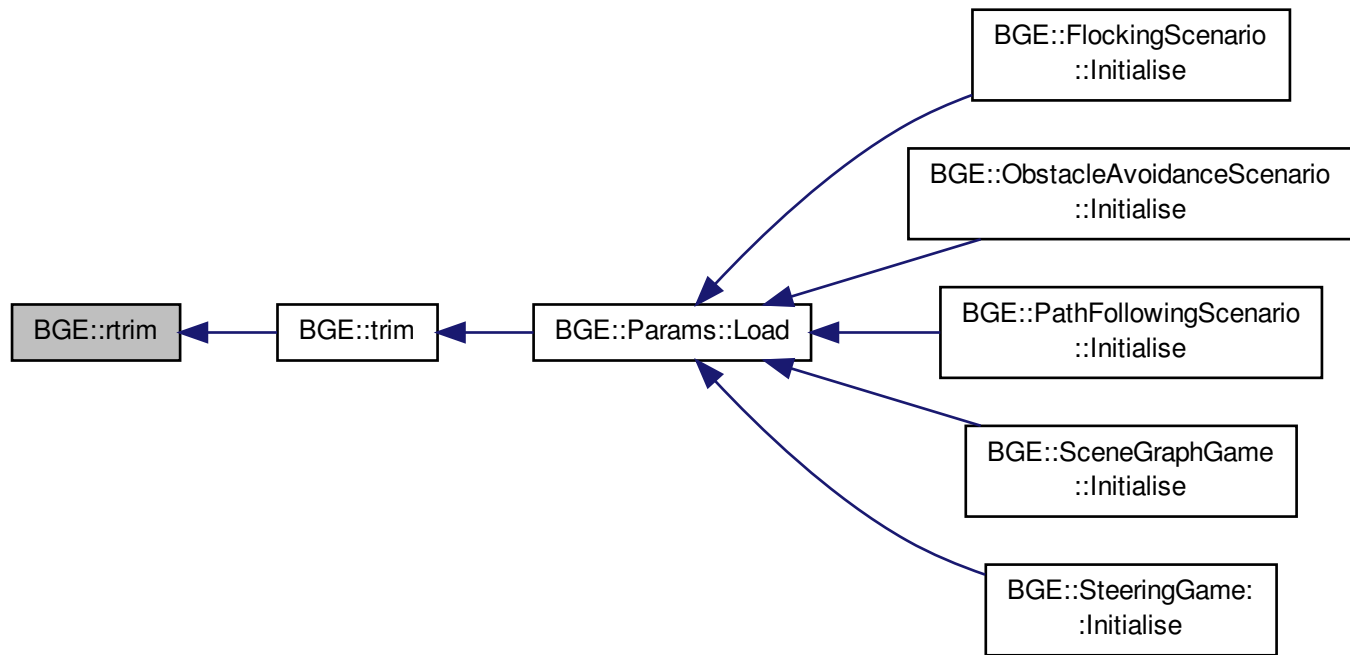 BGE::FlockingScenario
::Initialise
BGE::ObstacleAvoidanceScenario
::Initialise
BGE::rtrim
BGE::trim
BGE::Params::Load
BGE::PathFollowingScenario
::Initialise
BGE::SceneGraphGame
::Initialise
BGE::SteeringGame:
:Initialise